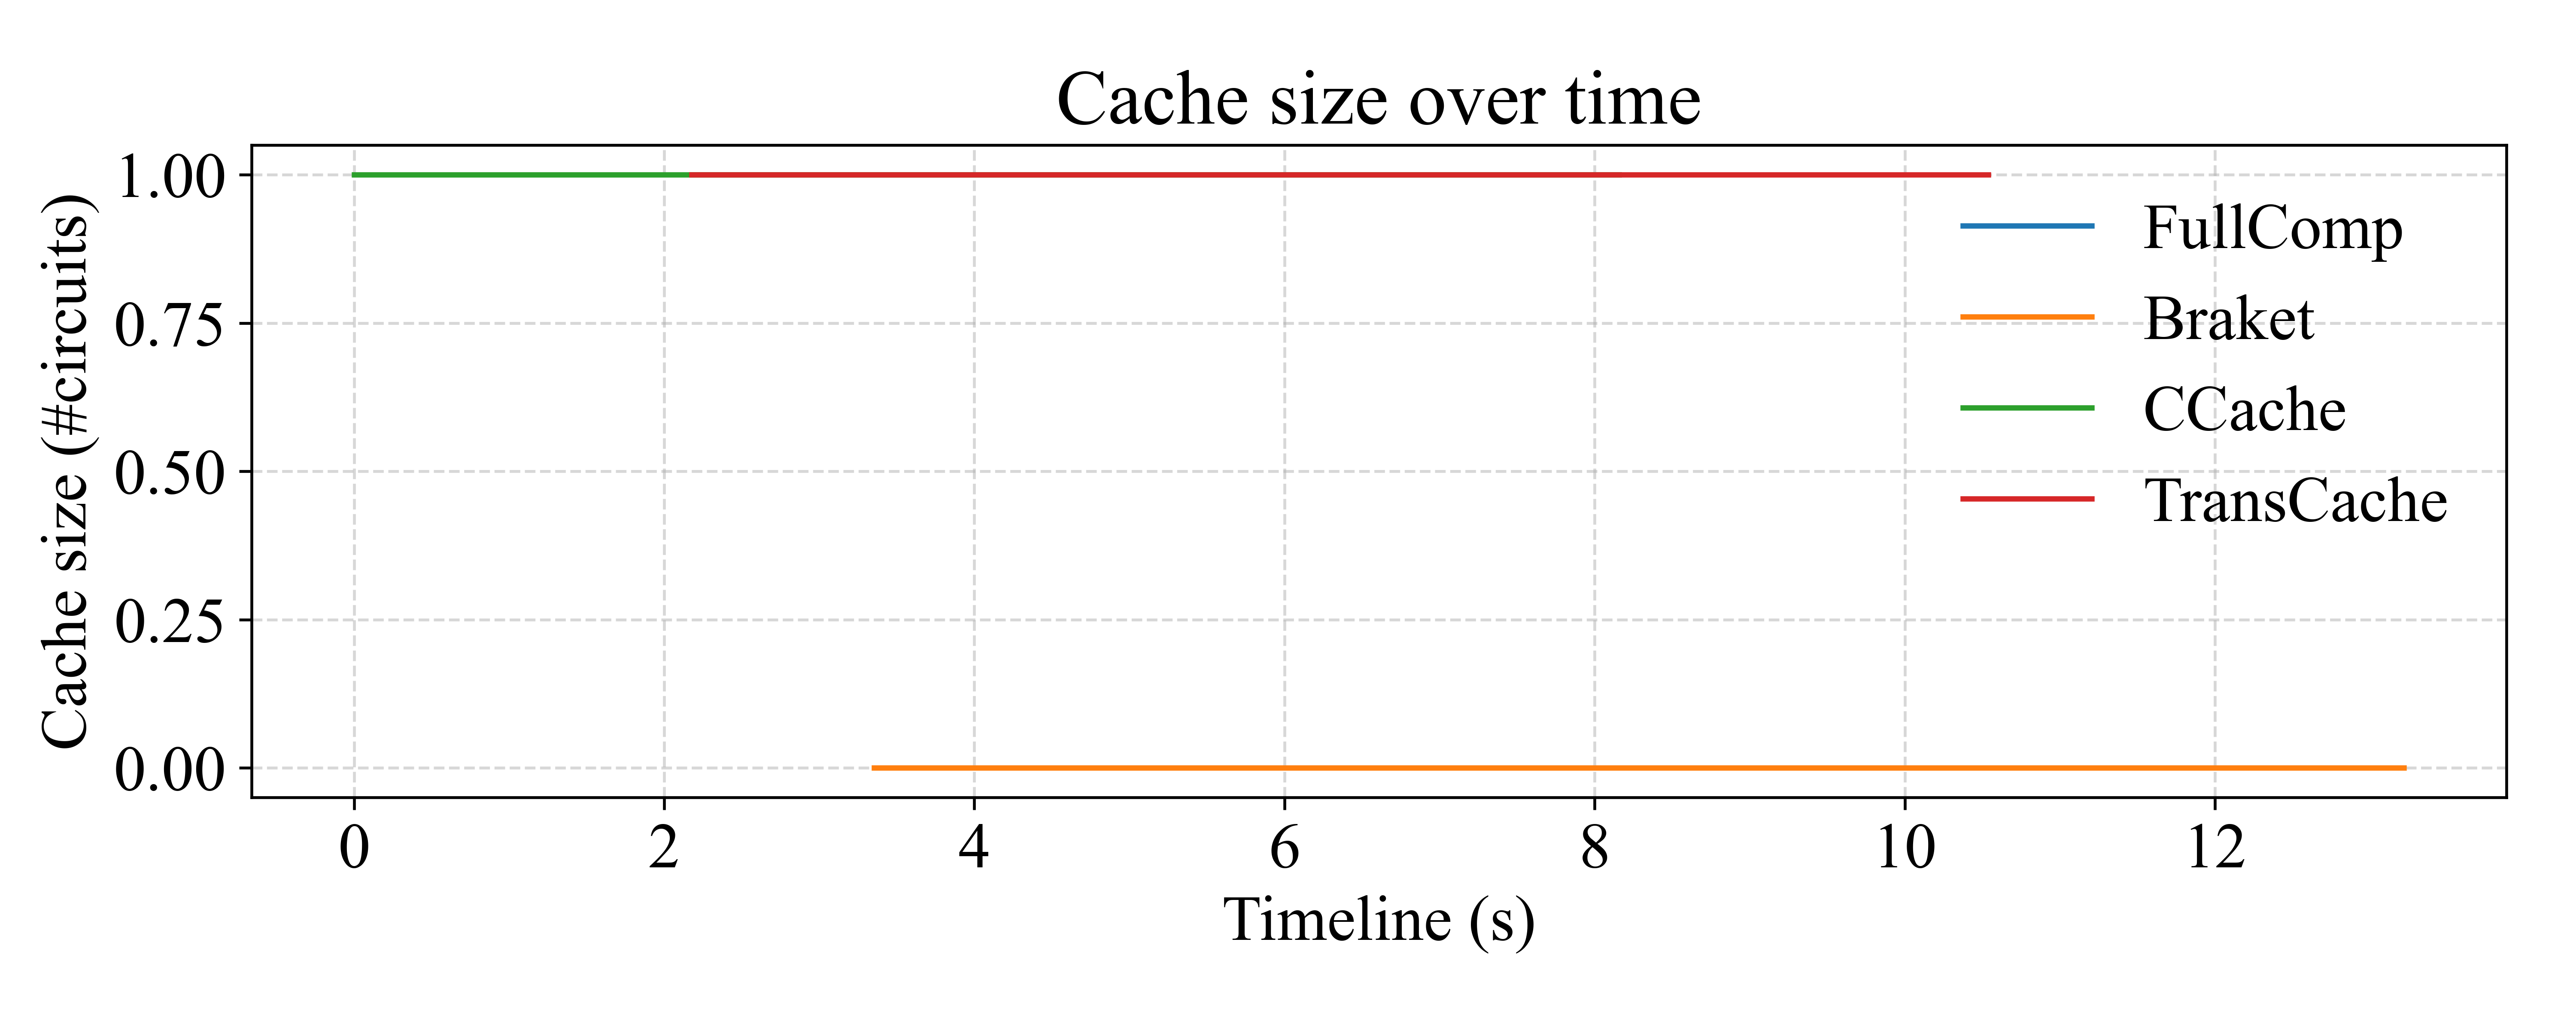 Cache size over time
Cache size (#circuits)
1.00
0.75
0.50
0.25
0.00
FullComp
Braket
CCache
TransCache
0 2 4 6 8 10 12
Timeline (s)